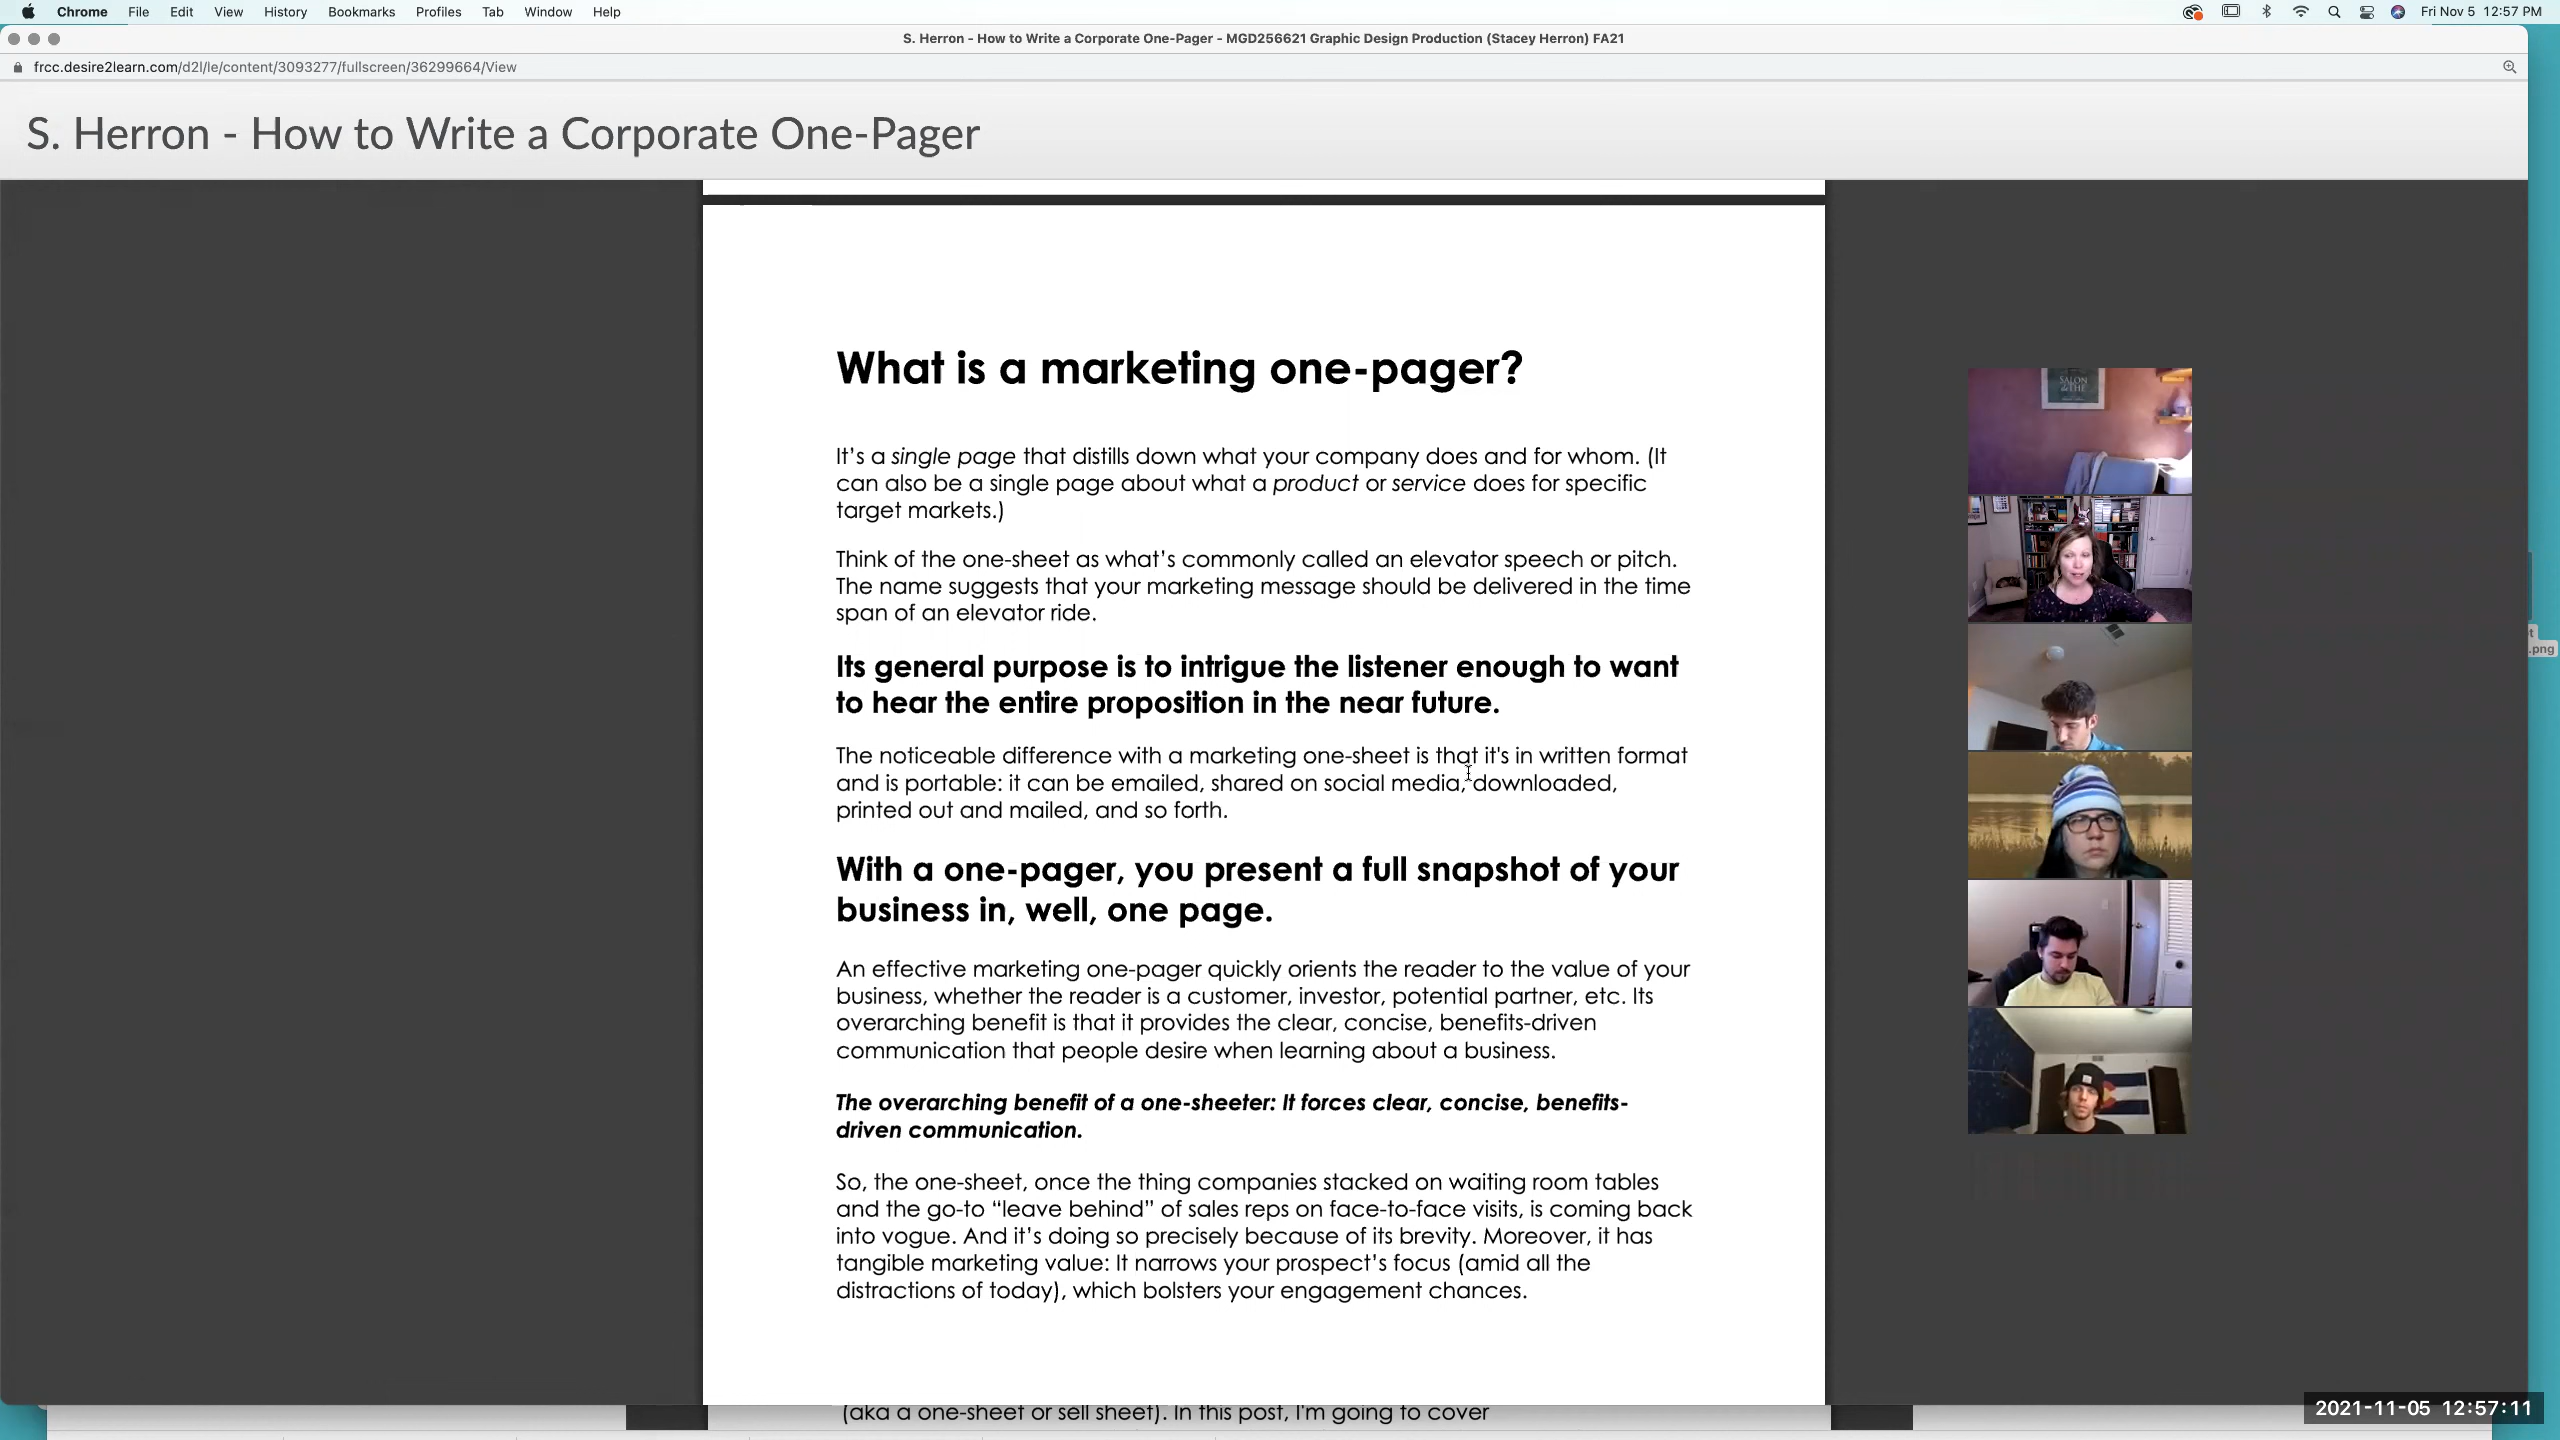 Chrome File Edit View History Bookmarks Profiles Tab Window Help Fri Nov 5 12:57 PM
S. Herron - How to Write a Corporate One-Pager - MGD256621 Graphic Design Production (Stacey Herron) FA21
frcc.desire2learn.com/d2l/le/content/3093277/fullscreen/36299664/View
S. Herron - How to Write a Corporate One-Pager
What is a marketing one-pager?
It’s a single page that distills down what your company does and for whom. (It
can also be a single page about what a product or service does for specific
target markets.)
Think of the one-sheet as what’s commonly called an elevator speech or pitch.
The name suggests that your marketing message should be delivered in the time
span of an elevator ride.
Its general purpose is to intrigue the listener enough to want
to hear the entire proposition in the near future.
The noticeable difference with a marketing one-sheet is that it's in written format
and is portable: it can be emailed, shared on social media, downloaded,
printed out and mailed, and so forth.
With a one-pager, you present a full snapshot of your
business in, well, one page.
An effective marketing one-pager quickly orients the reader to the value of your
business, whether the reader is a customer, investor, potential partner, etc. Its
overarching benefit is that it provides the clear, concise, benefits-driven
communication that people desire when learning about a business.
The overarching benefit of a one-sheeter: It forces clear, concise, benefits-
driven communication.
So, the one-sheet, once the thing companies stacked on waiting room tables
and the go-to “leave behind” of sales reps on face-to-face visits, is coming back
into vogue. And it’s doing so precisely because of its brevity. Moreover, it has
tangible marketing value: It narrows your prospect’s focus (amid all the
distractions of today), which bolsters your engagement chances.
(aka a one-sheet or sell sheet). In this post, I'm going to cover
SALON
t
.png
2021-11-05 12:57:11